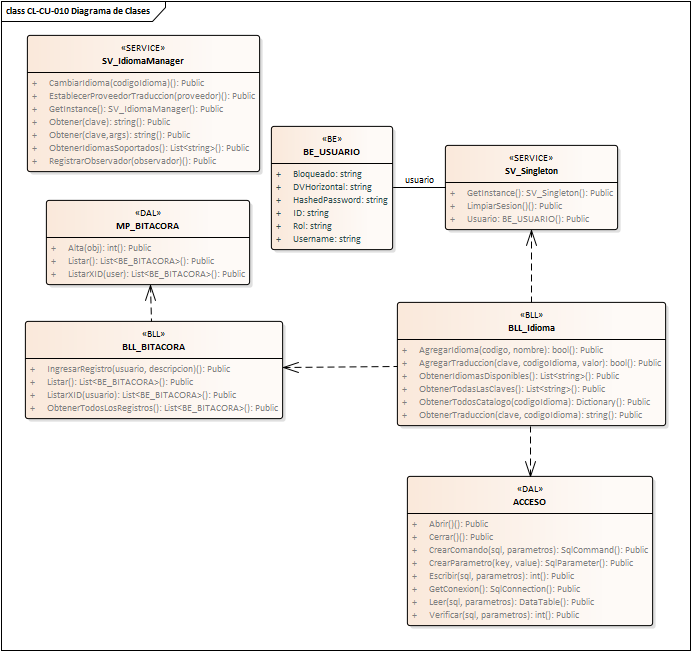 class CL-CU-010 Diagrama de Clases
«SERVICE»
SV_IdiomaManager
+ CambiarIdioma(codigoIdioma)(): Public
+ EstablecerProveedorTraduccion(proveedor)(): Public
+ GetInstance(): SV_IdiomaManager(): Public
+ Obtener(clave): string(): Public
+ Obtener(clave,args): string(): Public
+ ObtenerIdiomasSoportados(): List<string>(): Public
+ RegistrarObservador(observador)(): Public
«BE»
BE_USUARIO
+ Bloqueado: string
+ DVHorizontal: string
+ HashedPassword: string
+ ID: string
+ Rol: string
+ Username: string
usuario
«SERVICE»
SV_Singleton
+ GetInstance(): SV_Singleton(): Public
+ LimpiarSesion()(): Public
+ Usuario: BE_USUARIO(): Public
«DAL»
MP_BITACORA
+ Alta(obj): int(): Public
+ Listar(): List<BE_BITACORA>(): Public
+ ListarXID(user): List<BE_BITACORA>(): Public
«BLL»
BLL_BITACORA
+ IngresarRegistro(usuario, descripcion)(): Public
+ Listar(): List<BE_BITACORA>(): Public
+ ListarXID(usuario): List<BE_BITACORA>(): Public
+ ObtenerTodosLosRegistros(): List<BE_BITACORA>(): Public
«BLL»
BLL_Idioma
+ AgregarIdioma(codigo, nombre): bool(): Public
+ AgregarTraduccion(clave, codigoIdioma, valor): bool(): Public
+ ObtenerIdiomasDisponibles(): List<string>(): Public
+ ObtenerTodasLasClaves(): List<string>(): Public
+ ObtenerTodosCatalogo(codigoIdioma): Dictionary(): Public
+ ObtenerTraduccion(clave, codigoIdioma): string(): Public
«DAL»
ACCESO
+ Abrir()(): Public
+ Cerrar()(): Public
+ CrearComando(sql, parametros): SqlCommand(): Public
+ CrearParametro(key, value): SqlParameter(): Public
+ Escribir(sql, parametros): int(): Public
+ GetConexion(): SqlConnection(): Public
+ Leer(sql, parametros): DataTable(): Public
+ Verificar(sql, parametros): int(): Public